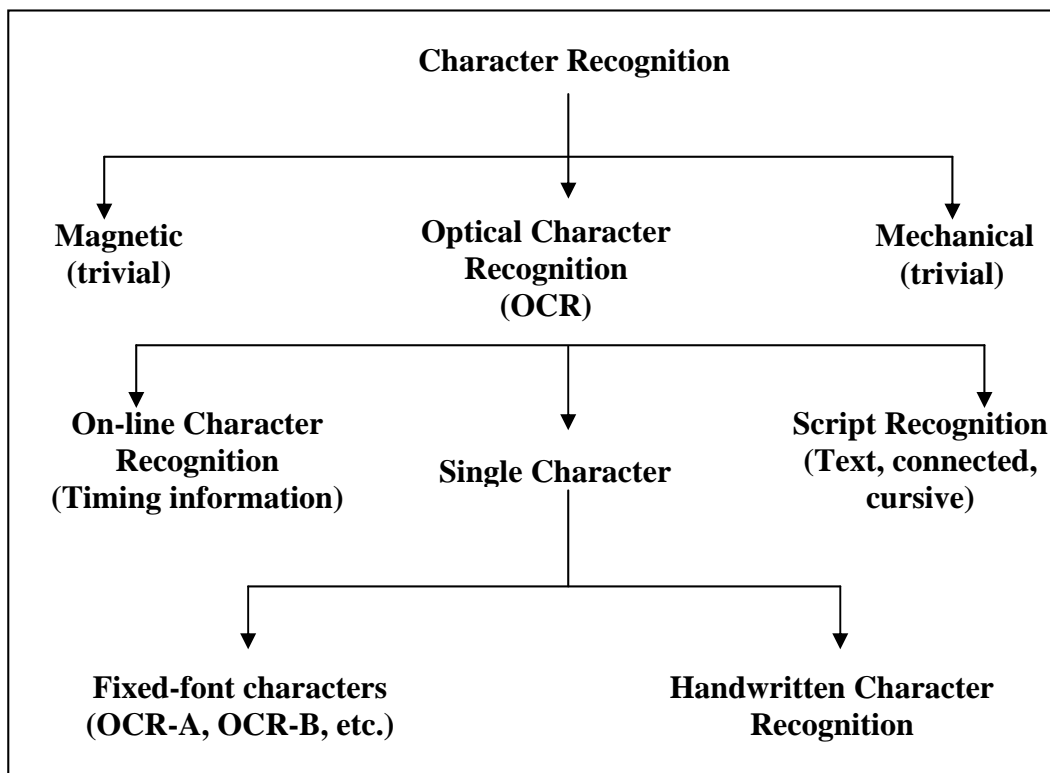 Character Recognition
Magnetic
(trivial)
Optical Character
Recognition
(OCR)
Mechanical
(trivial)
On-line Character
Recognition
(Timing information)
Single Character
Script Recognition
(Text, connected,
cursive)
Fixed-font characters
(OCR-A, OCR-B, etc.)
Handwritten Character
Recognition